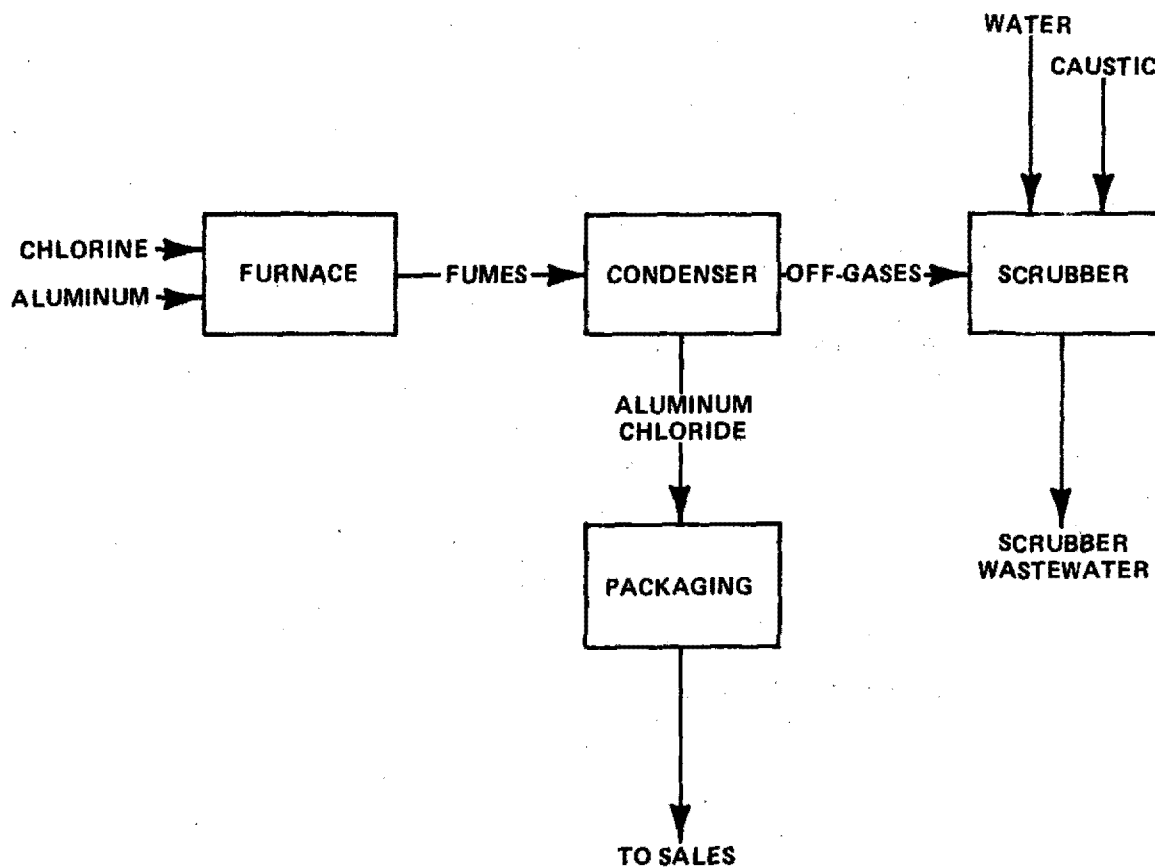 WATER
CAUSTIC
CHLORINE
ALUMINUM
FURNACE
FUMES
CONDENSER
OFF-GASES
SCRUBBER
ALUMINUM
CHLORIDE
SCRUBBER
WASTEWATER
PACKAGING
TO SALES